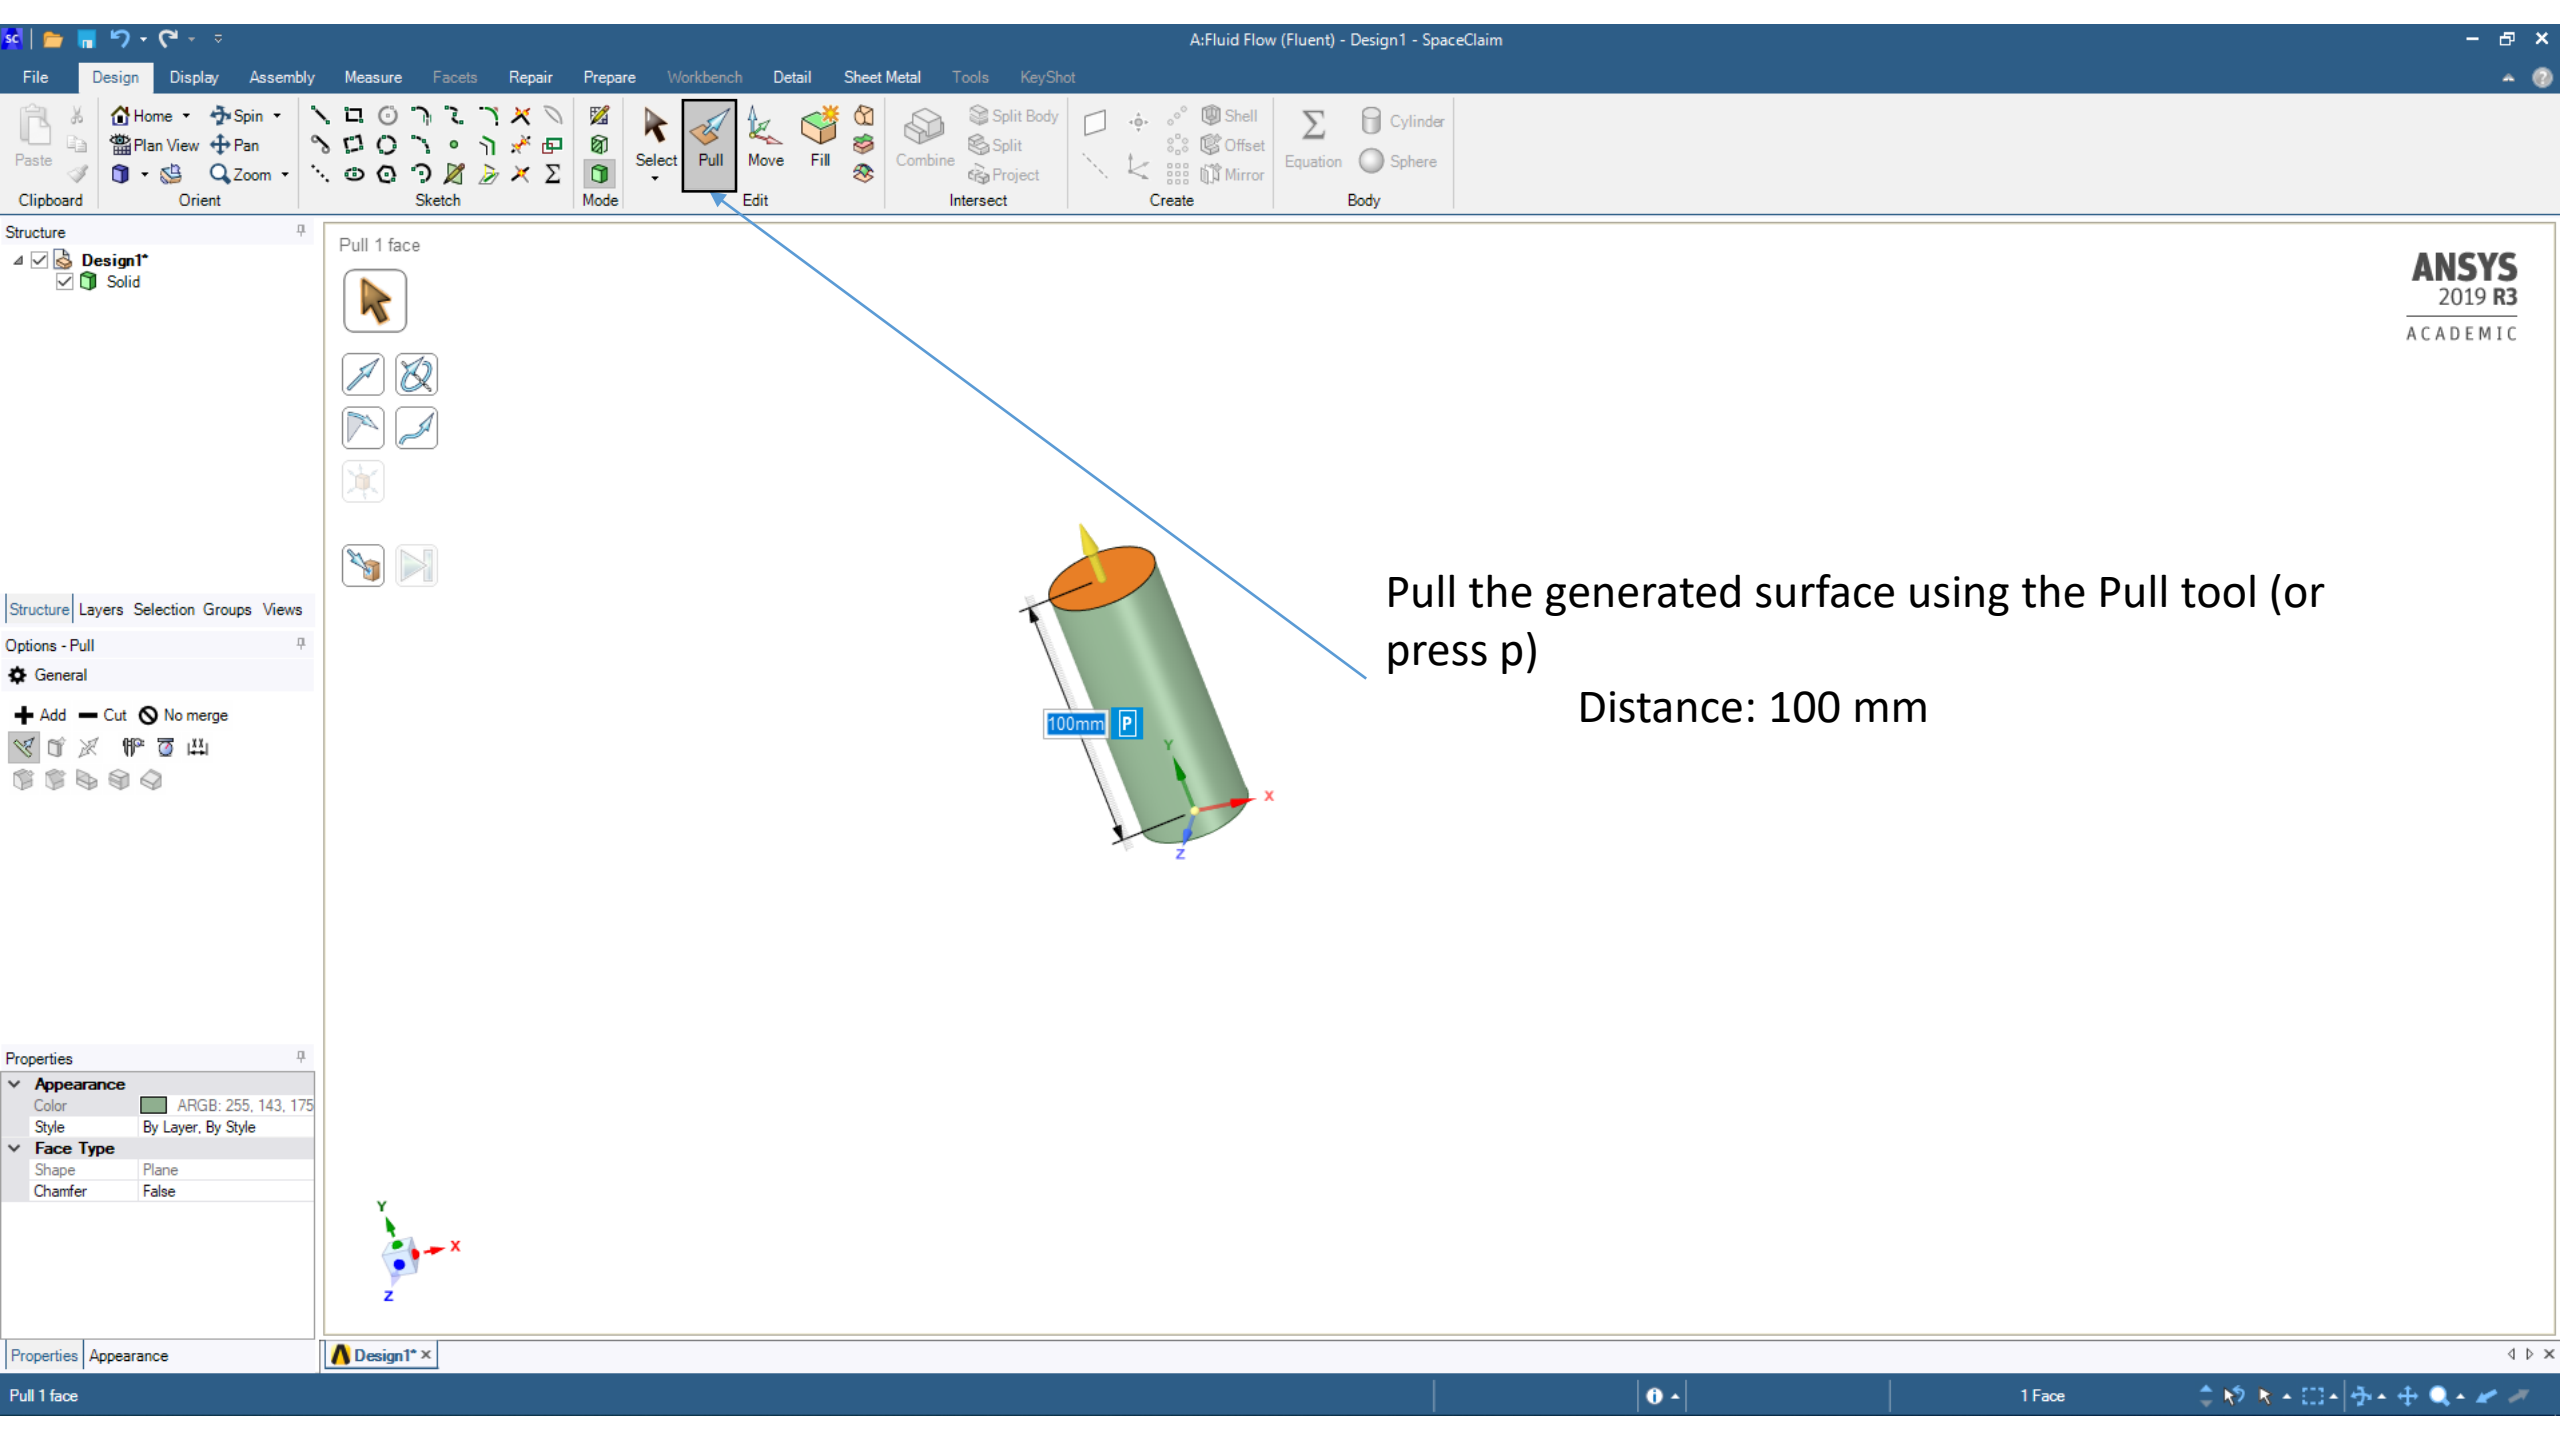 A:Fluid Flow (Fluent) - Design1 - SpaceClaim
File Design Display Assembly Measure Facets Repair Prepare Workbench Detail Sheet Metal Tools KeyShot
Home Spin
Plan View Pan
Zoom
Paste
Clipboard
Orient
Sketch
Mode
Select Pull Move Fill
Edit
Combine
Split Body
Split
Project
Intersect
Shell
Offset
Mirror
Create
Equation
Cylinder
Sphere
Body
Structure
Design1*
Solid
Structure Layers Selection Groups Views
Options - Pull
General
Add Cut No merge
Properties
Appearance
Color ARGB: 255, 143, 175
Style By Layer, By Style
Face Type
Shape Plane
Chamfer False
Properties Appearance
Pull 1 face
ANSYS
2019 R3
ACADEMIC
100mm P
Y
X
Z
Pull the generated surface using the Pull tool (or
press p)
Distance: 100 mm
Y
X
Z
Design1*
Pull 1 face
1 Face